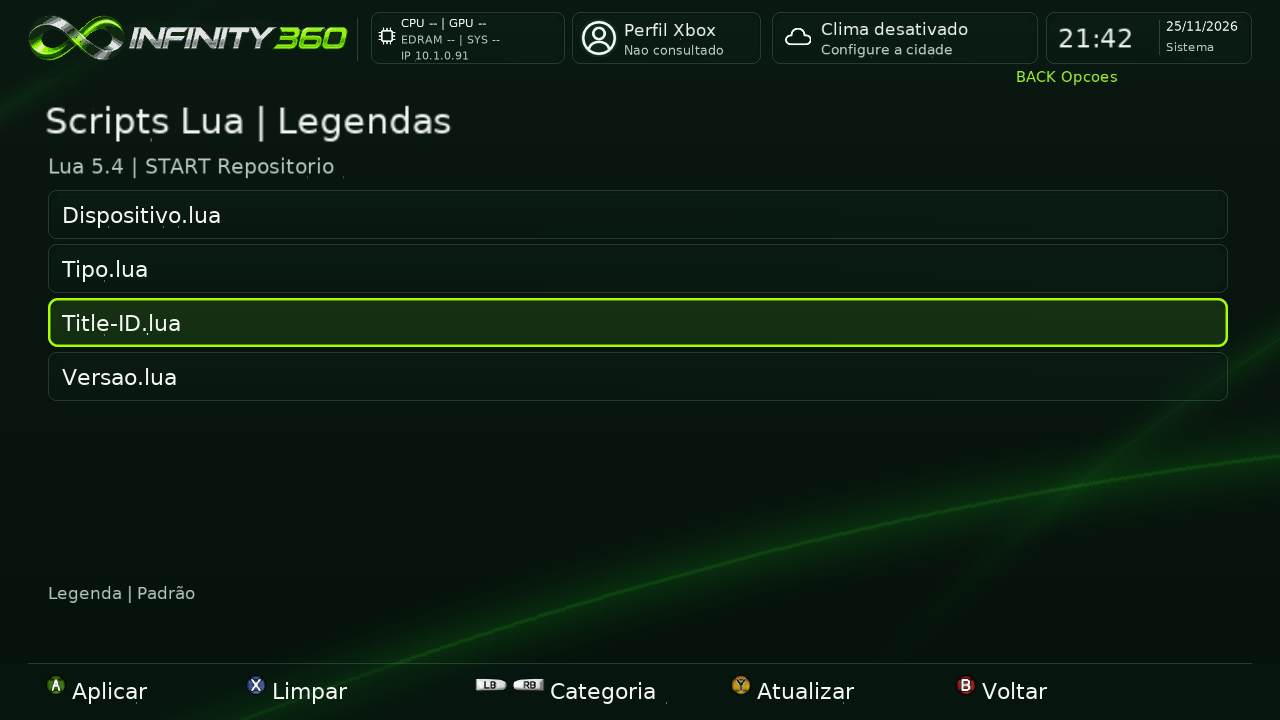 INFINITY 360
CPU -- | GPU --
EDRAM -- | SYS --
IP 10.1.0.91
Perfil Xbox
Nao consultado
Clima desativado
Configure a cidade
21:42
25/11/2026
Sistema
BACK Opcoes
Scripts Lua | Legendas
Lua 5.4 | START Repositorio
Dispositivo.lua
Tipo.lua
Title-ID.lua
Versao.lua
Legenda | Padrão
A Aplicar
X Limpar
LB RB Categoria
Y Atualizar
B Voltar